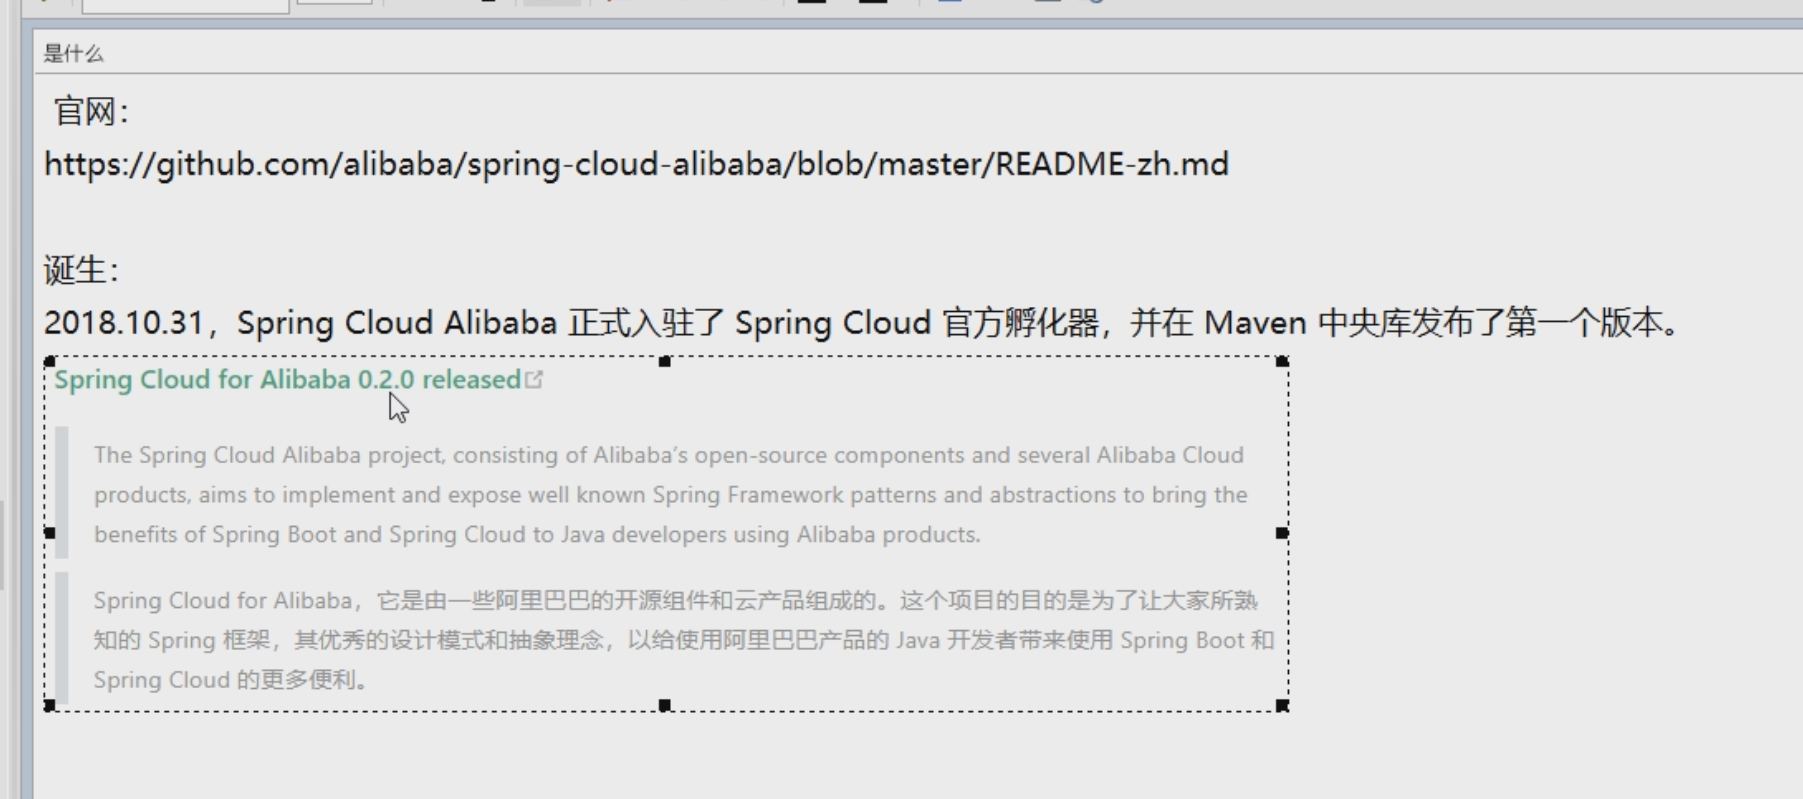 是什么
官网：
https://github.com/alibaba/spring-cloud-alibaba/blob/master/README-zh.md
诞生：
2018.10.31，Spring Cloud Alibaba 正式入驻了 Spring Cloud 官方孵化器，并在 Maven 中央库发布了第一个版本。
Spring Cloud for Alibaba 0.2.0 released
The Spring Cloud Alibaba project, consisting of Alibaba's open-source components and several Alibaba Cloud
products, aims to implement and expose well known Spring Framework patterns and abstractions to bring the
benefits of Spring Boot and Spring Cloud to Java developers using Alibaba products.
Spring Cloud for Alibaba，它是由一些阿里巴巴的开源组件和云产品组成的。这个项目的目的是为了让大家所熟
知的 Spring 框架，其优秀的设计模式和抽象理念，以给使用阿里巴巴产品的 Java 开发者带来使用 Spring Boot 和
Spring Cloud 的更多便利。